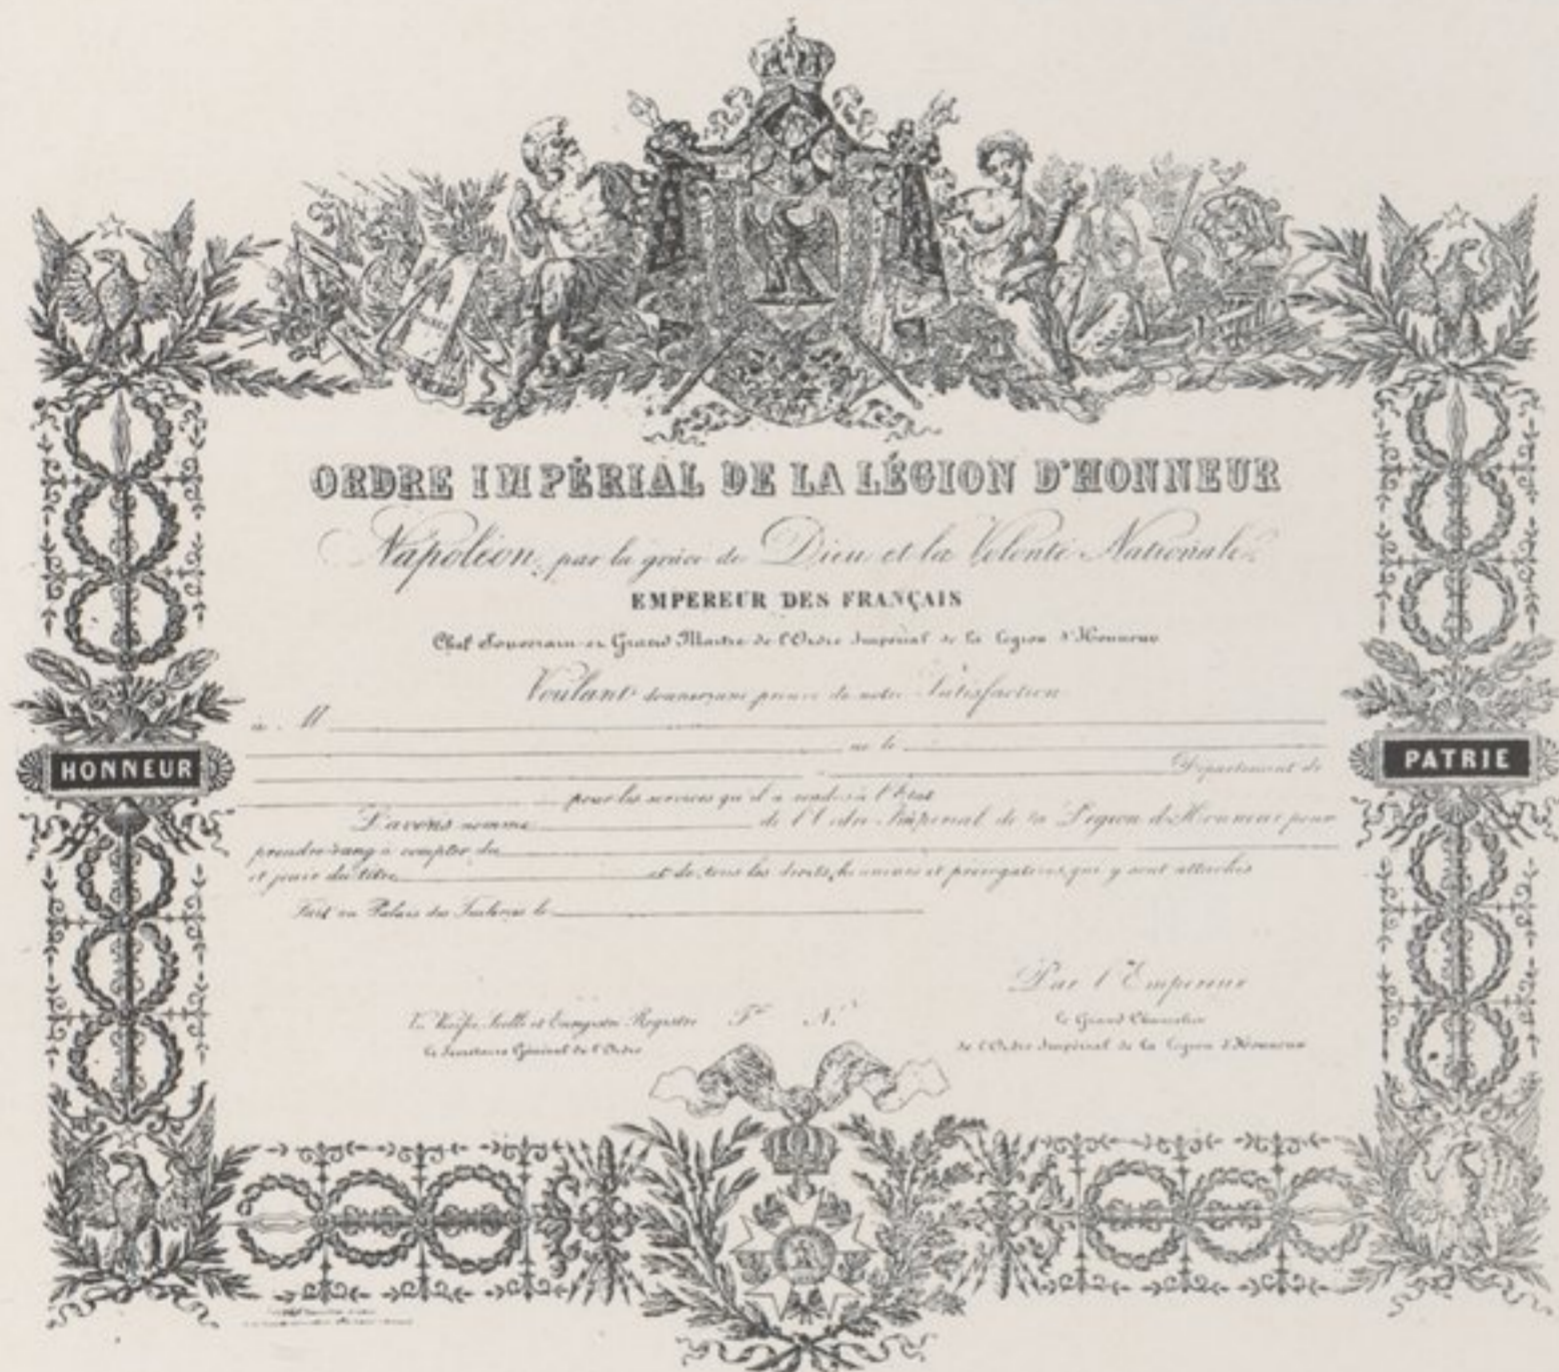 ORDRE IMPÉRIAL DE LA LÉGION D'HONNEUR
Napoléon, par la grâce de Dieu et la Volonté Nationale,
EMPEREUR DES FRANÇAIS
Chef Souverain et Grand Maitre de l'Ordre Impérial de la Légion d'Honneur
Voulant donner une preuve de notre Satisfaction
à M
né le
Département de
pour les services qu'il a rendus à l'État
L'avons nommé de l'Ordre Impérial de la Légion d'Honneur pour
prendre rang à compter du
et jouir du titre et de tous les droits, honneurs et prérogatives qui y sont attachés
Fait au Palais des Tuileries le
HONNEUR
PATRIE
Par l'Empereur
Vu, Vérifié, Scellé et Enregistré Registre Fo No
Le Grand Chancelier
Le Secrétaire Général de l'Ordre
de l'Ordre Impérial de la Légion d'Honneur